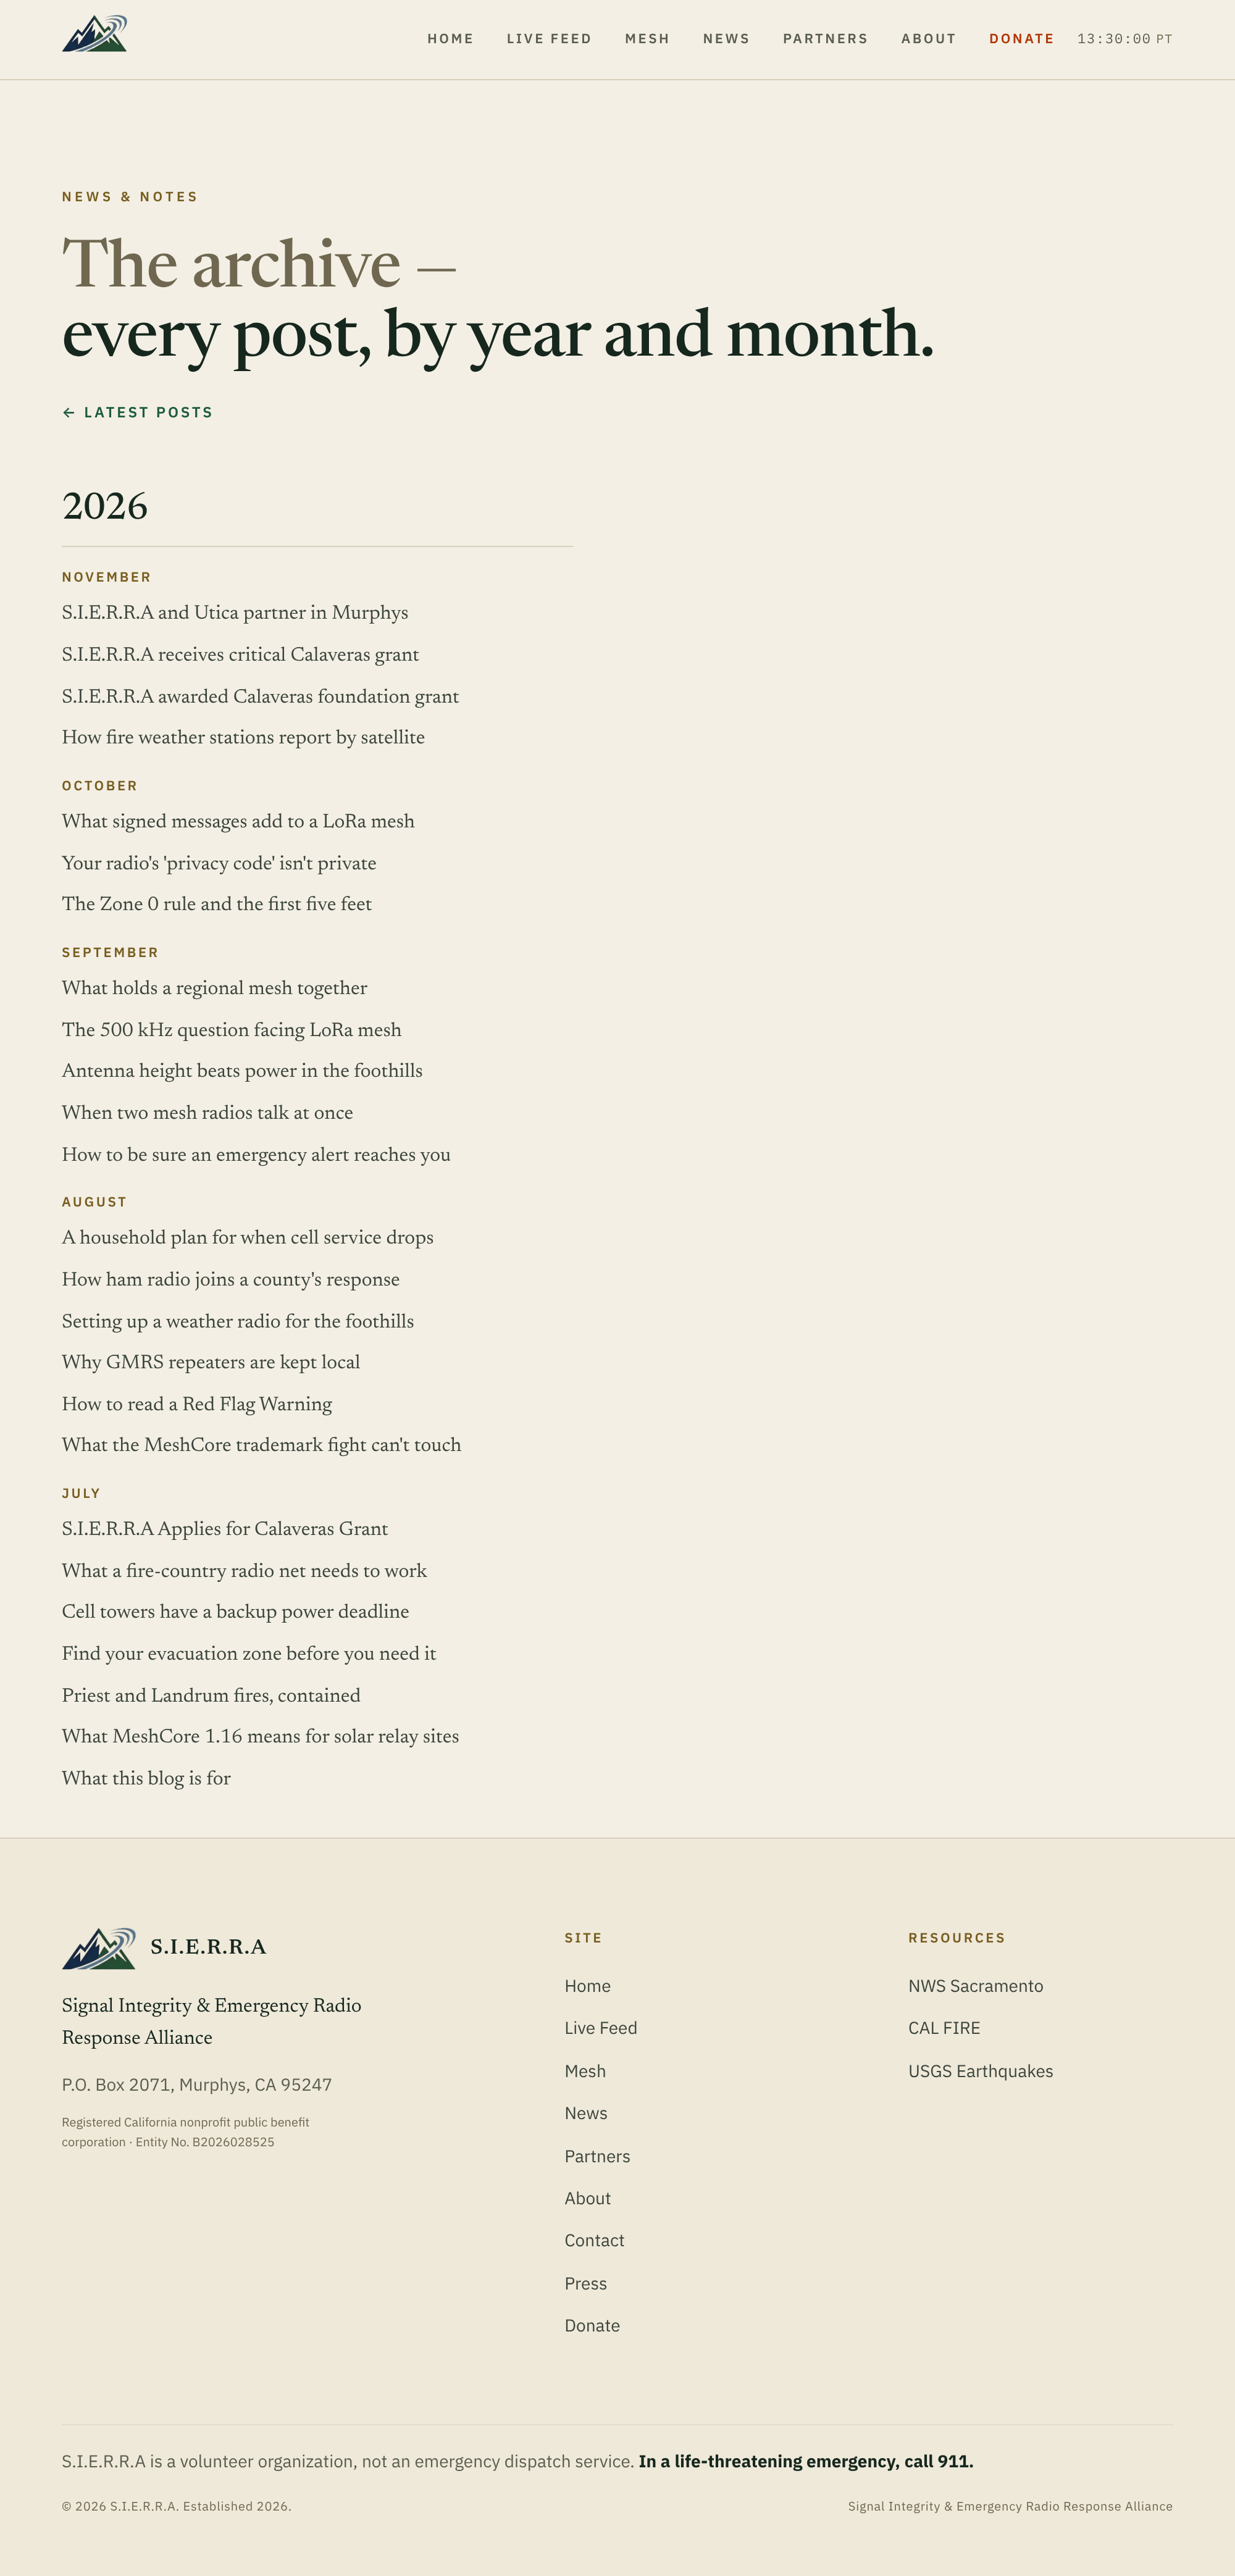 HOME LIVE FEED MESH NEWS PARTNERS ABOUT DONATE 13:30:00 PT
NEWS & NOTES
The archive —
every post, by year and month.
← LATEST POSTS
2026
NOVEMBER
S.I.E.R.R.A and Utica partner in Murphys
S.I.E.R.R.A receives critical Calaveras grant
S.I.E.R.R.A awarded Calaveras foundation grant
How fire weather stations report by satellite
OCTOBER
What signed messages add to a LoRa mesh
Your radio's 'privacy code' isn't private
The Zone 0 rule and the first five feet
SEPTEMBER
What holds a regional mesh together
The 500 kHz question facing LoRa mesh
Antenna height beats power in the foothills
When two mesh radios talk at once
How to be sure an emergency alert reaches you
AUGUST
A household plan for when cell service drops
How ham radio joins a county's response
Setting up a weather radio for the foothills
Why GMRS repeaters are kept local
How to read a Red Flag Warning
What the MeshCore trademark fight can't touch
JULY
S.I.E.R.R.A Applies for Calaveras Grant
What a fire-country radio net needs to work
Cell towers have a backup power deadline
Find your evacuation zone before you need it
Priest and Landrum fires, contained
What MeshCore 1.16 means for solar relay sites
What this blog is for
S.I.E.R.R.A
Signal Integrity & Emergency Radio
Response Alliance
P.O. Box 2071, Murphys, CA 95247
Registered California nonprofit public benefit
corporation · Entity No. B2026028525
SITE
Home
Live Feed
Mesh
News
Partners
About
Contact
Press
Donate
RESOURCES
NWS Sacramento
CAL FIRE
USGS Earthquakes
S.I.E.R.R.A is a volunteer organization, not an emergency dispatch service. In a life-threatening emergency, call 911.
© 2026 S.I.E.R.R.A. Established 2026.
Signal Integrity & Emergency Radio Response Alliance